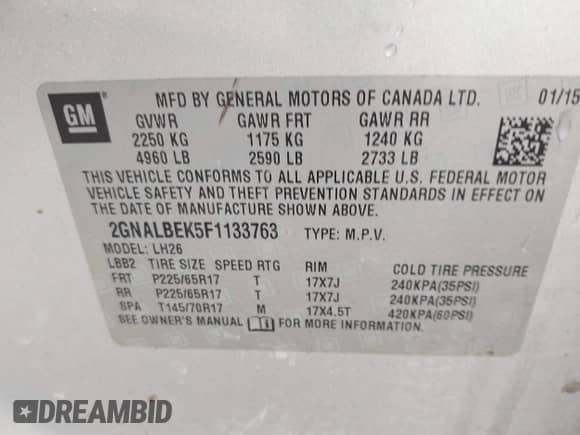 GM
MFD BY GENERAL MOTORS OF CANADA LTD. 01/15
GVWR GAWR FRT GAWR RR
2250 KG 1175 KG 1240 KG
4960 LB 2590 LB 2733 LB
THIS VEHICLE CONFORMS TO ALL APPLICABLE U.S. FEDERAL MOTOR
VEHICLE SAFETY AND THEFT PREVENTION STANDARDS IN EFFECT ON
THE DATE OF MANUFACTURE SHOWN ABOVE.
2GNALBEK5F1133763 TYPE: M.P.V.
MODEL: LH26
LBB2 TIRE SIZE SPEED RTG RIM COLD TIRE PRESSURE
FRT P225/65R17 T 17X7J 240KPA(35PSI)
RR P225/65R17 T 17X7J 240KPA(35PSI)
SPA T145/70R17 M 17X4.5T 420KPA(60PSI)
SEE OWNER'S MANUAL i FOR MORE INFORMATION.
DREAMBID